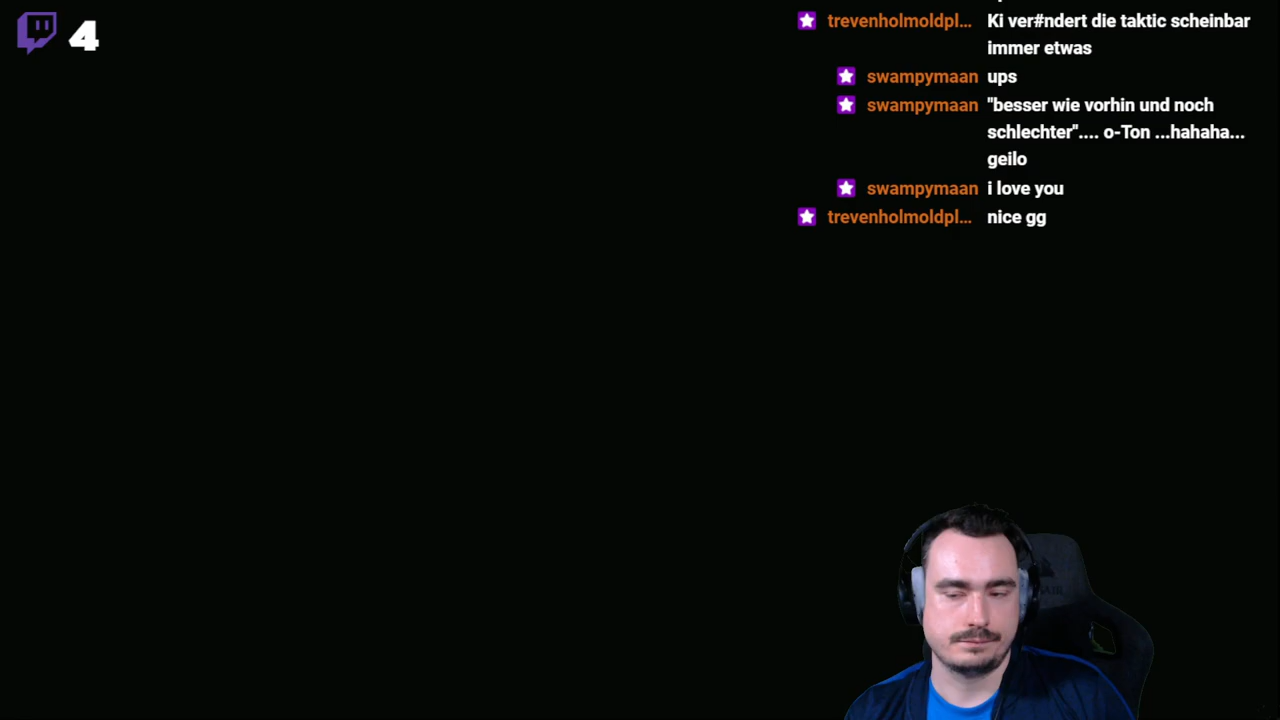 4
trevenholmoldpl... Ki ver#ndert die taktic scheinbar
immer etwas
swampymaan ups
swampymaan "besser wie vorhin und noch
schlechter".... o-Ton ...hahaha...
geilo
swampymaan i love you
trevenholmoldpl... nice gg